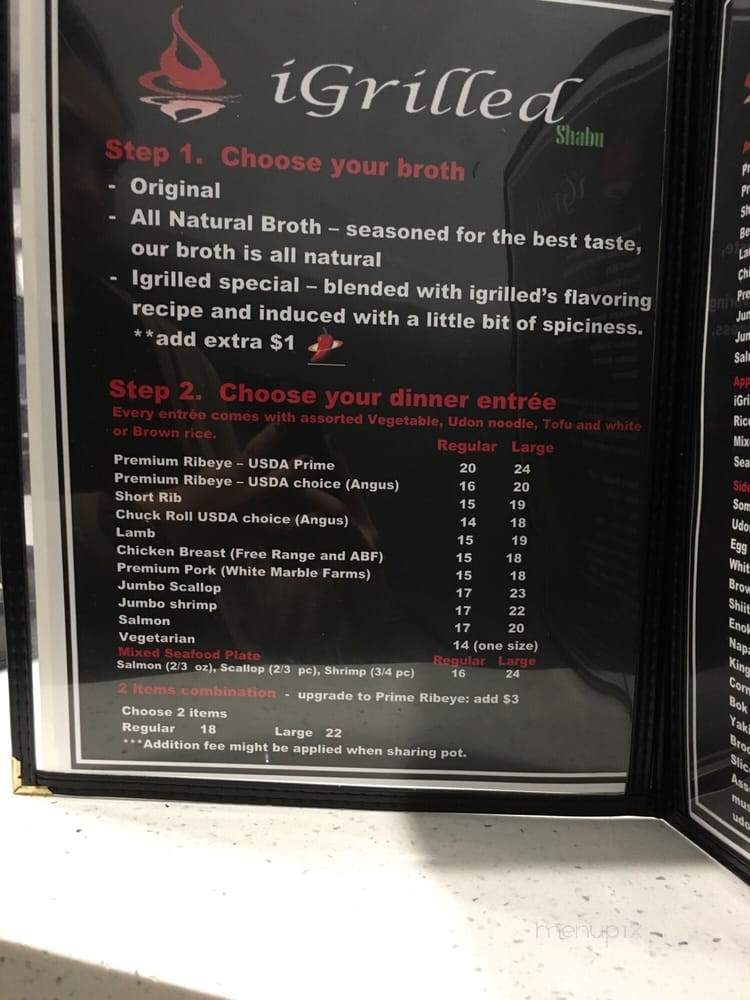 iGrilled
Shabu
Step 1. Choose your broth
- Original
- All Natural Broth – seasoned for the best taste,
our broth is all natural
- Igrilled special – blended with igrilled's flavoring
recipe and induced with a little bit of spiciness.
**add extra $1
Step 2. Choose your dinner entrée
Every entrée comes with assorted Vegetable, Udon noodle, Tofu and white
or Brown rice.
Regular Large
Premium Ribeye – USDA Prime 20 24
Premium Ribeye – USDA choice (Angus) 16 20
Short Rib 15 19
Chuck Roll USDA choice (Angus) 14 18
Lamb 15 19
Chicken Breast (Free Range and ABF) 15 18
Premium Pork (White Marble Farms) 15 18
Jumbo Scallop 17 23
Jumbo shrimp 17 22
Salmon 17 20
Vegetarian 14 (one size)
Mixed Seafood Plate Regular Large
Salmon (2/3 oz), Scallop (2/3 pc), Shrimp (3/4 pc) 16 24
2 Items combination - upgrade to Prime Ribeye: add $3
Choose 2 items
Regular 18 Large 22
***Addition fee might be applied when sharing pot.
menupix